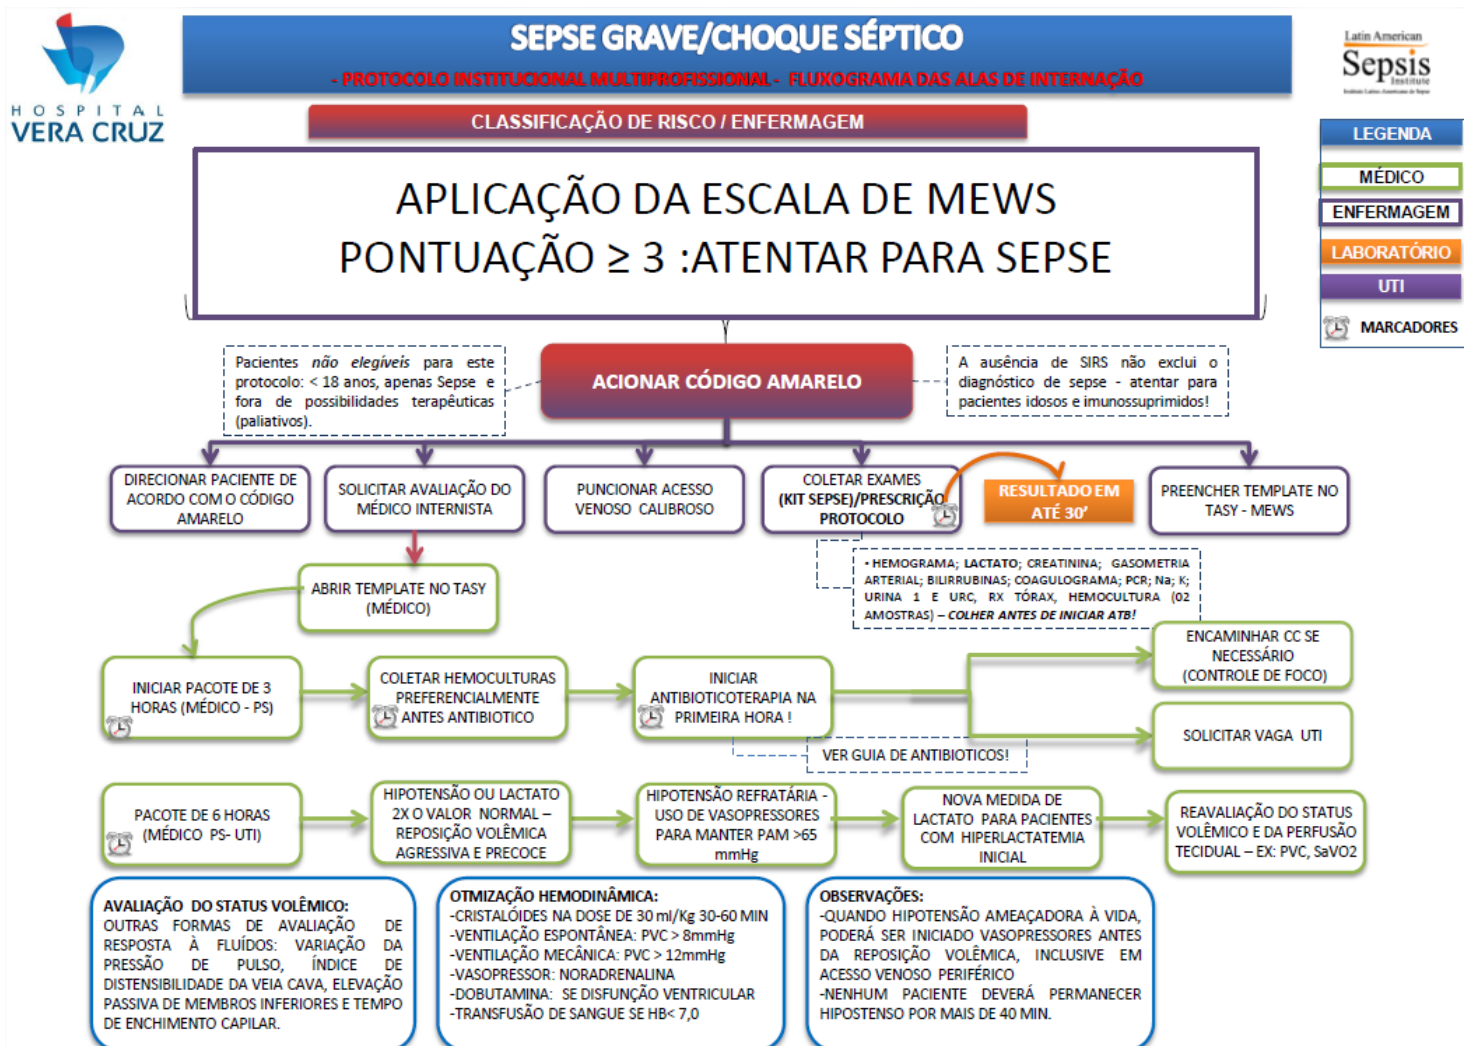 HOSPITAL
VERA CRUZ
SEPSE GRAVE/CHOQUE SÉPTICO
- PROTOCOLO INSTITUCIONAL MULTIPROFISSIONAL - FLUXOGRAMA DAS ALAS DE INTERNAÇÃO
Latin American
Sepsis
Institute
Instituto Latino-Americano de Sepse
CLASSIFICAÇÃO DE RISCO / ENFERMAGEM
LEGENDA
MÉDICO
ENFERMAGEM
LABORATÓRIO
UTI
MARCADORES
APLICAÇÃO DA ESCALA DE MEWS
PONTUAÇÃO ≥ 3 :ATENTAR PARA SEPSE
Pacientes não elegíveis para este
protocolo: < 18 anos, apenas Sepse e
fora de possibilidades terapêuticas
(paliativos).
ACIONAR CÓDIGO AMARELO
A ausência de SIRS não exclui o
diagnóstico de sepse - atentar para
pacientes idosos e imunossuprimidos!
DIRECIONAR PACIENTE DE
ACORDO COM O CÓDIGO
AMARELO
SOLICITAR AVALIAÇÃO DO
MÉDICO INTERNISTA
PUNCIONAR ACESSO
VENOSO CALIBROSO
COLETAR EXAMES
(KIT SEPSE)/PRESCRIÇÃO
PROTOCOLO
RESULTADO EM
ATÉ 30'
PREENCHER TEMPLATE NO
TASY - MEWS
• HEMOGRAMA; LACTATO; CREATININA; GASOMETRIA
ARTERIAL; BILIRRUBINAS; COAGULOGRAMA; PCR; Na; K;
URINA 1 E URC, RX TÓRAX, HEMOCULTURA (02
AMOSTRAS) – COLHER ANTES DE INICIAR ATB!
ABRIR TEMPLATE NO TASY
(MÉDICO)
INICIAR PACOTE DE 3
HORAS (MÉDICO - PS)
COLETAR HEMOCULTURAS
PREFERENCIALMENTE
ANTES ANTIBIOTICO
INICIAR
ANTIBIOTICOTERAPIA NA
PRIMEIRA HORA !
ENCAMINHAR CC SE
NECESSÁRIO
(CONTROLE DE FOCO)
SOLICITAR VAGA UTI
VER GUIA DE ANTIBIOTICOS!
PACOTE DE 6 HORAS
(MÉDICO PS- UTI)
HIPOTENSÃO OU LACTATO
2X O VALOR NORMAL –
REPOSIÇÃO VOLÊMICA
AGRESSIVA E PRECOCE
HIPOTENSÃO REFRATÁRIA -
USO DE VASOPRESSORES
PARA MANTER PAM >65
mmHg
NOVA MEDIDA DE
LACTATO PARA PACIENTES
COM HIPERLACTATEMIA
INICIAL
REAVALIAÇÃO DO STATUS
VOLÊMICO E DA PERFUSÃO
TECIDUAL – EX: PVC, SaVO2
AVALIAÇÃO DO STATUS VOLÊMICO:
OUTRAS FORMAS DE AVALIAÇÃO DE
RESPOSTA À FLUÍDOS: VARIAÇÃO DA
PRESSÃO DE PULSO, ÍNDICE DE
DISTENSIBILIDADE DA VEIA CAVA, ELEVAÇÃO
PASSIVA DE MEMBROS INFERIORES E TEMPO
DE ENCHIMENTO CAPILAR.
OTMIZAÇÃO HEMODINÂMICA:
-CRISTALÓIDES NA DOSE DE 30 ml/Kg 30-60 MIN
-VENTILAÇÃO ESPONTÂNEA: PVC > 8mmHg
-VENTILAÇÃO MECÂNICA: PVC > 12mmHg
-VASOPRESSOR: NORADRENALINA
-DOBUTAMINA: SE DISFUNÇÃO VENTRICULAR
-TRANSFUSÃO DE SANGUE SE HB< 7,0
OBSERVAÇÕES:
-QUANDO HIPOTENSÃO AMEAÇADORA À VIDA,
PODERÁ SER INICIADO VASOPRESSORES ANTES
DA REPOSIÇÃO VOLÊMICA, INCLUSIVE EM
ACESSO VENOSO PERIFÉRICO
-NENHUM PACIENTE DEVERÁ PERMANECER
HIPOSTENSO POR MAIS DE 40 MIN.